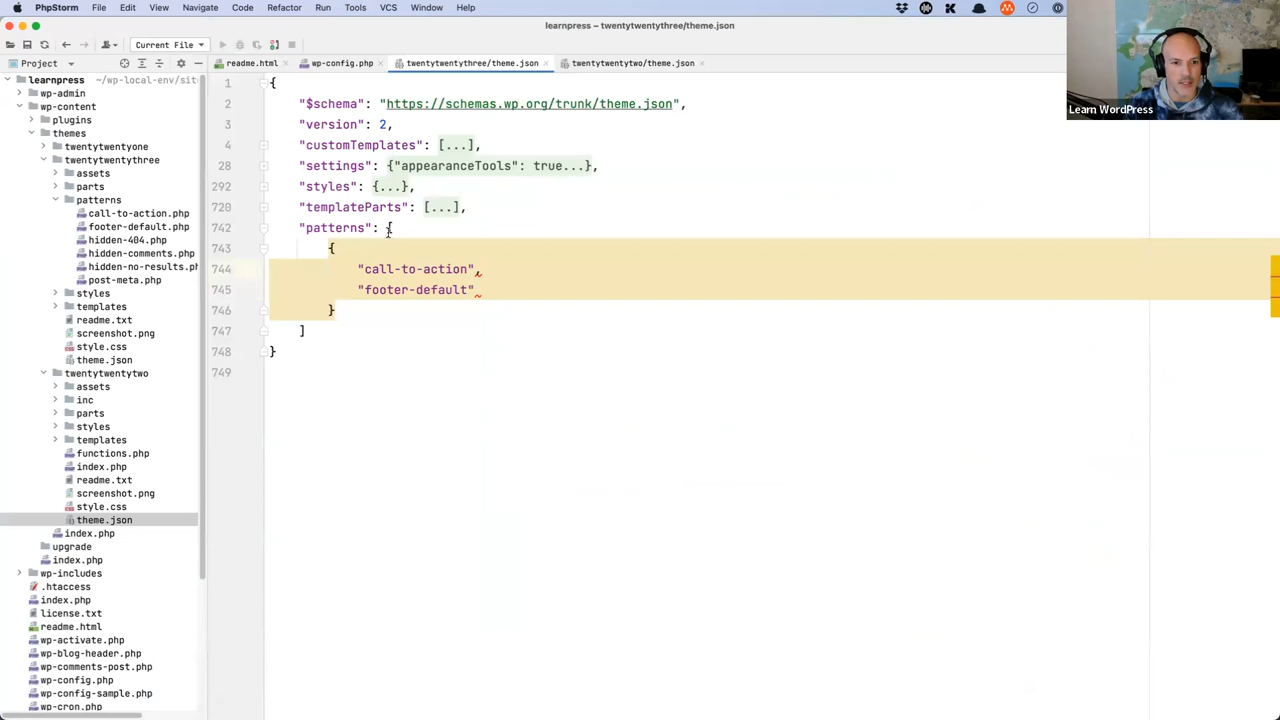 PhpStorm File Edit View Navigate Code Refactor Run Tools VCS Window Help
learnpress – twentytwentythree/theme.json
Current File
Project
readme.html
wp-config.php
twentytwentythree/theme.json
twentytwentytwo/theme.json
learnpress ~/wp-local-env/sit
wp-admin
wp-content
plugins
themes
twentytwentyone
twentytwentythree
assets
parts
patterns
call-to-action.php
footer-default.php
hidden-404.php
hidden-comments.php
hidden-no-results.ph
post-meta.php
styles
templates
readme.txt
screenshot.png
style.css
theme.json
twentytwentytwo
assets
inc
parts
styles
templates
functions.php
index.php
readme.txt
screenshot.png
style.css
theme.json
index.php
upgrade
index.php
wp-includes
.htaccess
index.php
license.txt
readme.html
wp-activate.php
wp-blog-header.php
wp-comments-post.php
wp-config.php
wp-config-sample.php
wp-cron.php
1 {
2 "$schema": "https://schemas.wp.org/trunk/theme.json",
3 "version": 2,
4 "customTemplates": [...],
28 "settings": {"appearanceTools": true...},
292 "styles": {...},
720 "templateParts": [...],
742 "patterns": [
743 {
744 "call-to-action",
745 "footer-default"
746 }
747 ]
748 }
749
Learn WordPress